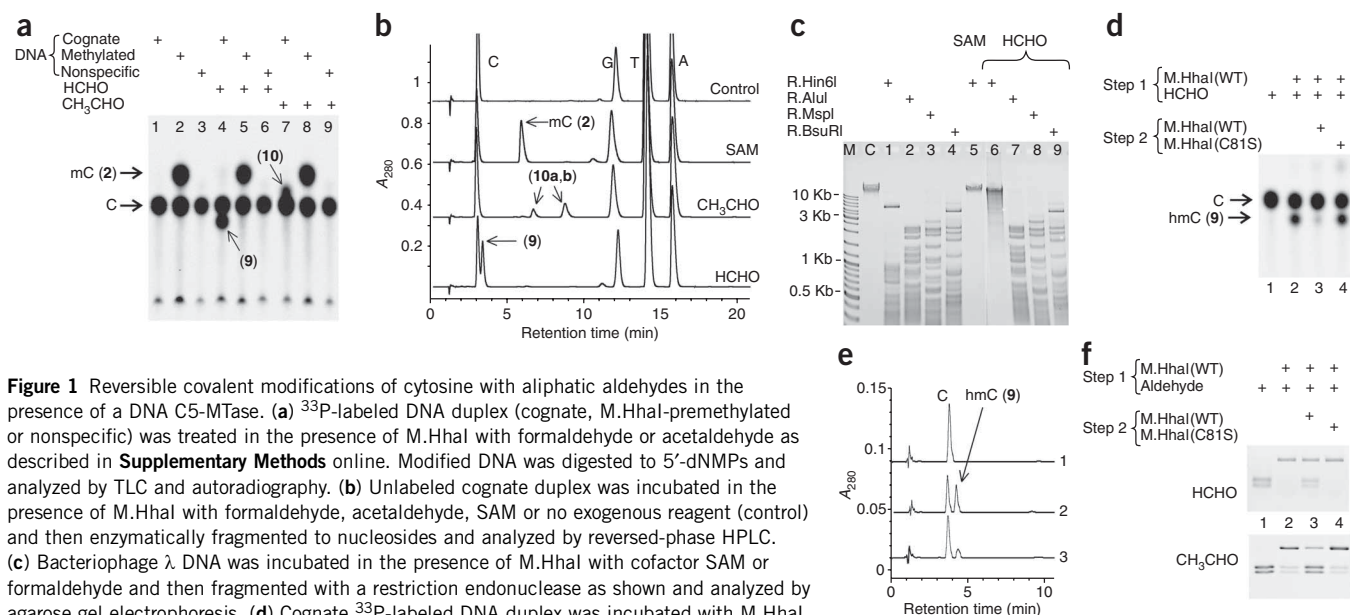 a
Cognate + + +
DNA { Methylated + + +
Nonspecific + + +
HCHO + + +
CH3CHO + + +
1 2 3 4 5 6 7 8 9
(10)
mC (2) →
C →
(9)
b
C G T A
1
Control
0.8
mC (2)
SAM
0.6
A280
(10a,b)
0.4
CH3CHO
0.2
(9)
HCHO
0 5 10 15 20
Retention time (min)
c
SAM HCHO
R.Hin6I + + +
R.AluI + +
R.MspI + +
R.BsuRI + +
M C 1 2 3 4 5 6 7 8 9
10 Kb
3 Kb
1 Kb
0.5 Kb
d
Step 1 { M.HhaI(WT) + + +
HCHO + + + +
Step 2 { M.HhaI(WT) +
M.HhaI(C81S) +
C →
hmC (9) →
1 2 3 4
e
0.15
C hmC (9)
0.1
1
A280
0.05
2
3
0
0 5 10
Retention time (min)
f
Step 1 { M.HhaI(WT) + + +
Aldehyde + + + +
Step 2 { M.HhaI(WT) +
M.HhaI(C81S) +
HCHO
1 2 3 4
CH3CHO
Figure 1 Reversible covalent modifications of cytosine with aliphatic aldehydes in the
presence of a DNA C5-MTase. (a) 33P-labeled DNA duplex (cognate, M.HhaI-premethylated
or nonspecific) was treated in the presence of M.HhaI with formaldehyde or acetaldehyde as
described in Supplementary Methods online. Modified DNA was digested to 5′-dNMPs and
analyzed by TLC and autoradiography. (b) Unlabeled cognate duplex was incubated in the
presence of M.HhaI with formaldehyde, acetaldehyde, SAM or no exogenous reagent (control)
and then enzymatically fragmented to nucleosides and analyzed by reversed-phase HPLC.
(c) Bacteriophage λ DNA was incubated in the presence of M.HhaI with cofactor SAM or
formaldehyde and then fragmented with a restriction endonuclease as shown and analyzed by
agarose gel electrophoresis. (d) Cognate 33P-labeled DNA duplex was incubated with M.HhaI